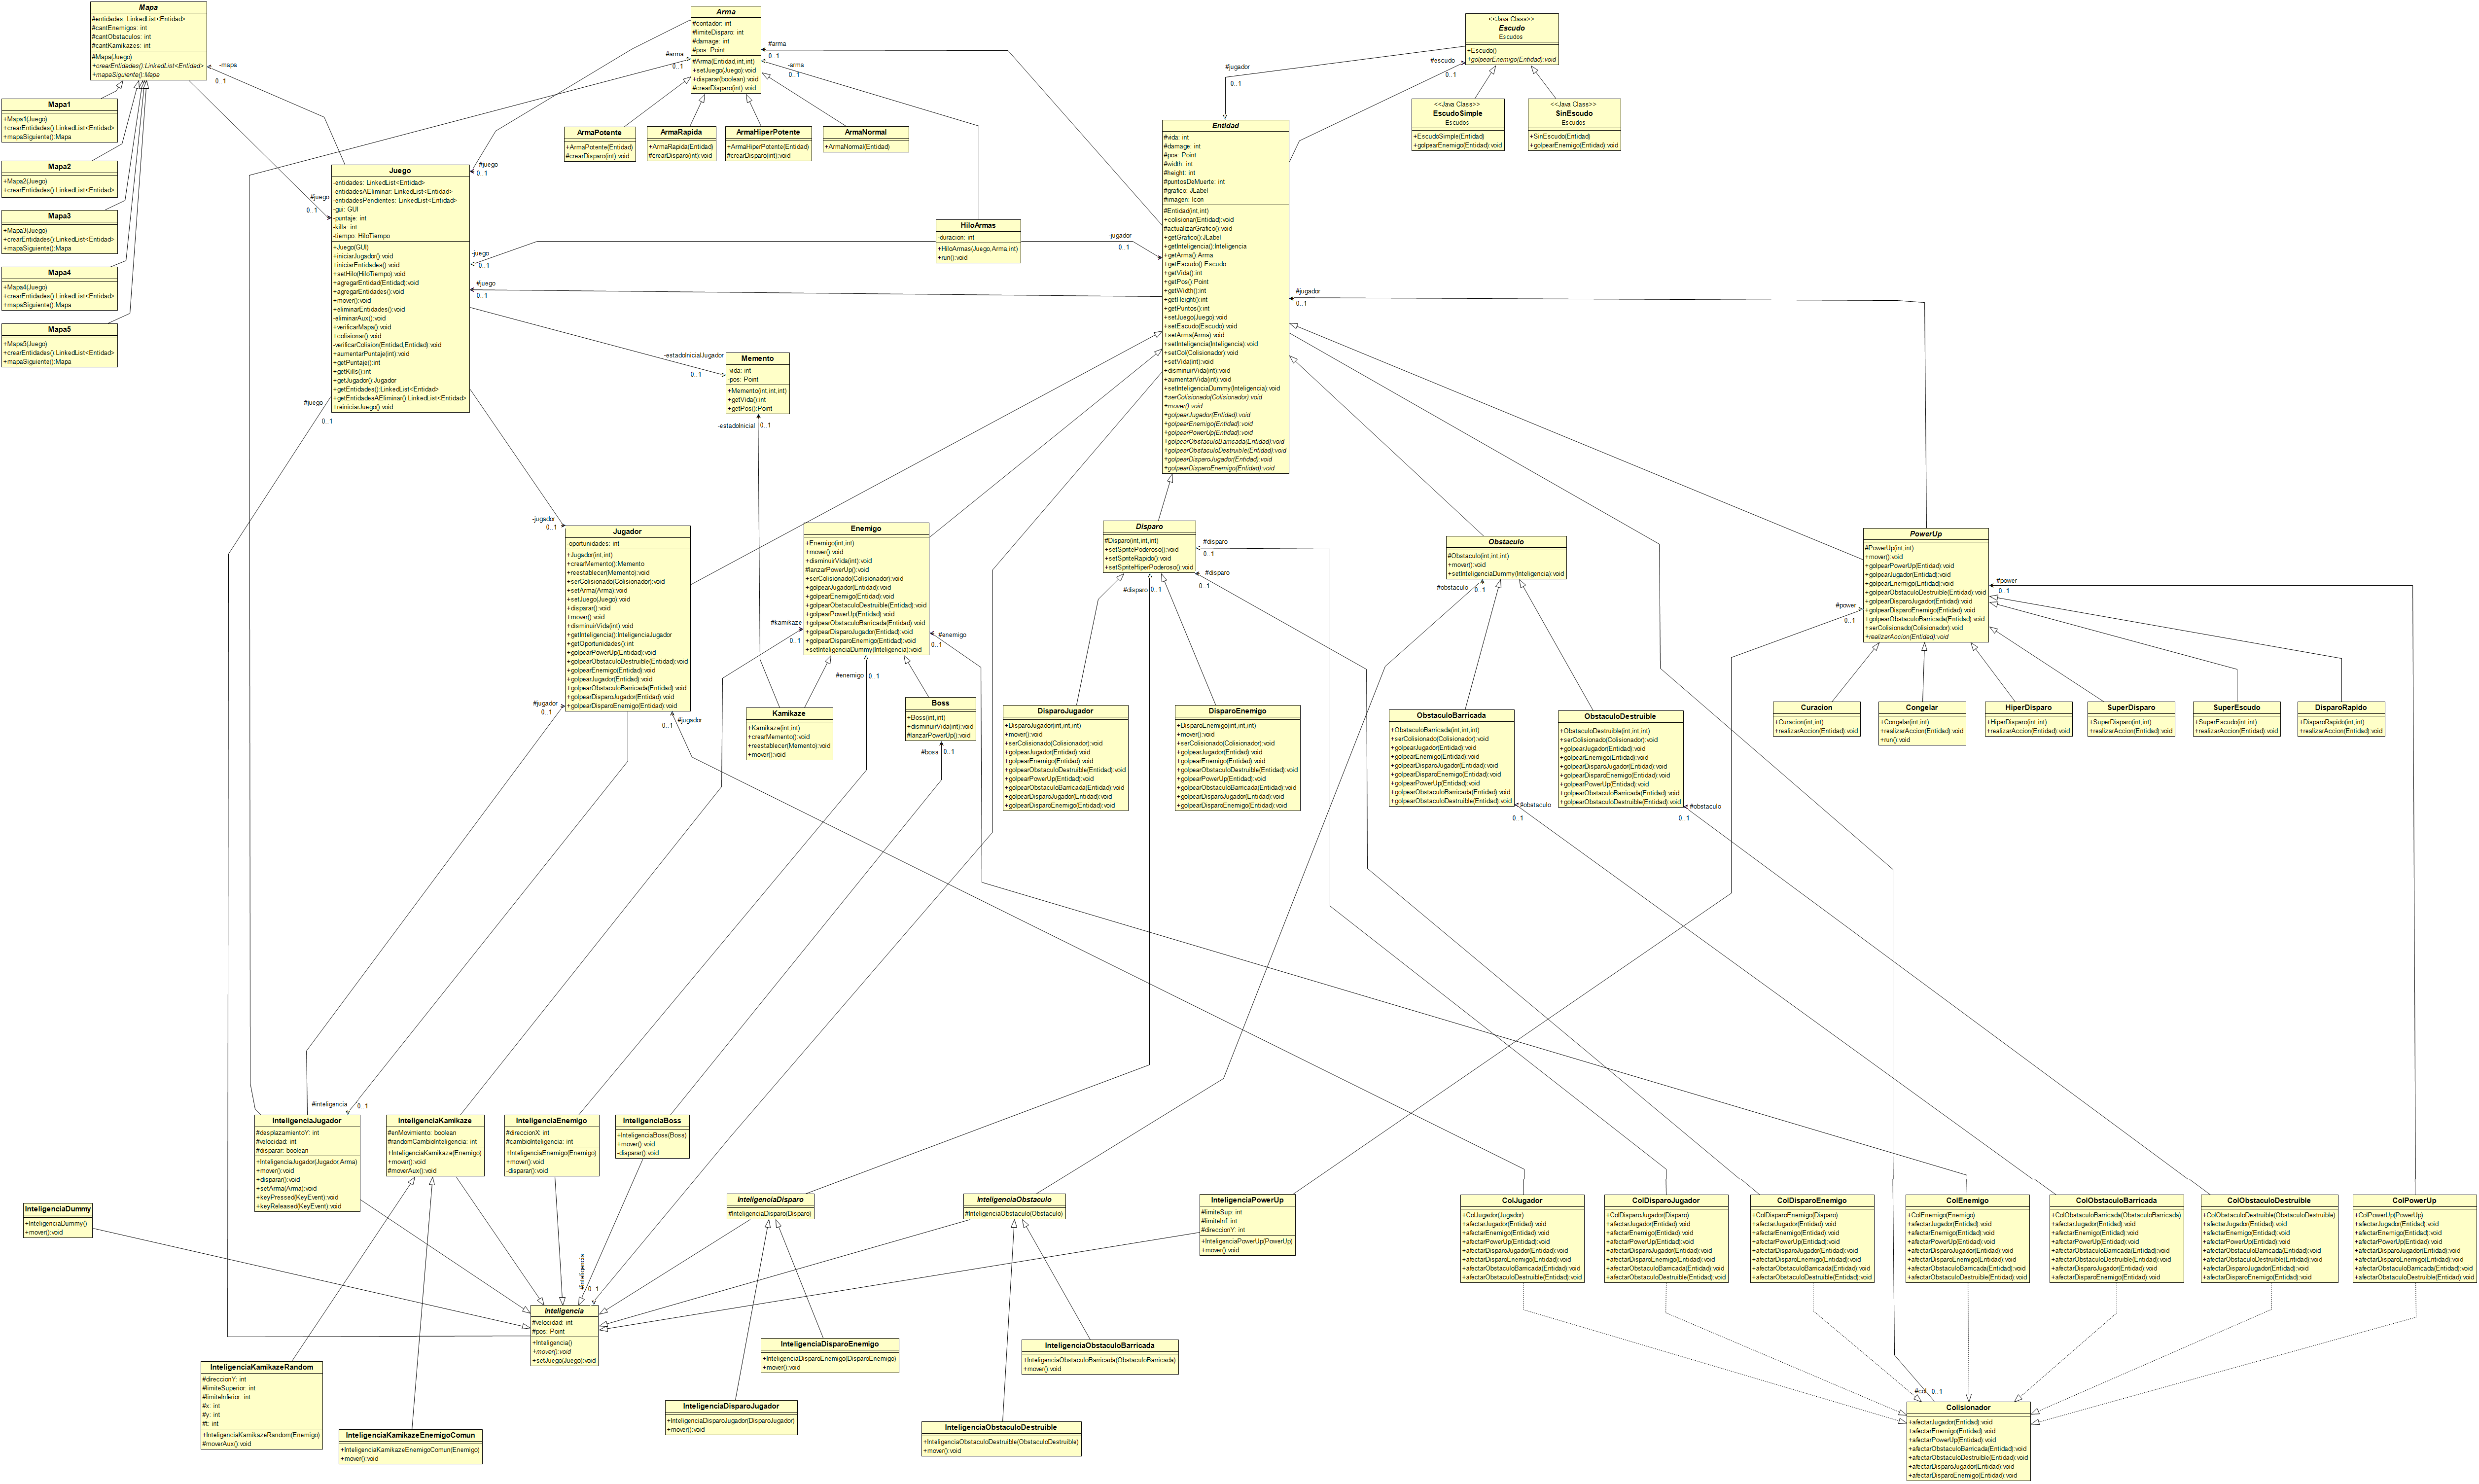 Mapa
#entidades: LinkedList<Entidad>
#cantEnemigos: int
#cantObstaculos: int
#cantKamikazes: int
#Mapa(Juego)
+crearEntidades():LinkedList<Entidad>
+mapaSiguiente():Mapa
-mapa
0..1
Mapa1
+Mapa1(Juego)
+crearEntidades():LinkedList<Entidad>
+mapaSiguiente():Mapa
Mapa2
+Mapa2(Juego)
+crearEntidades():LinkedList<Entidad>
Mapa3
+Mapa3(Juego)
+crearEntidades():LinkedList<Entidad>
+mapaSiguiente():Mapa
Mapa4
+Mapa4(Juego)
+crearEntidades():LinkedList<Entidad>
+mapaSiguiente():Mapa
Mapa5
+Mapa5(Juego)
+crearEntidades():LinkedList<Entidad>
+mapaSiguiente():Mapa
Arma
#contador: int
#limiteDisparo: int
#damage: int
#pos: Point
#Arma(Entidad,int,int)
+setJuego(Juego):void
+disparar(boolean):void
#crearDisparo(int):void
#arma
0..1
#arma
0..1
-arma
0..1
ArmaPotente
+ArmaPotente(Entidad)
#crearDisparo(int):void
ArmaRapida
+ArmaRapida(Entidad)
#crearDisparo(int):void
ArmaHiperPotente
+ArmaHiperPotente(Entidad)
#crearDisparo(int):void
ArmaNormal
+ArmaNormal(Entidad)
<<Java Class>>
Escudo
Escudos
+Escudo()
+golpearEnemigo(Entidad):void
#jugador
0..1
#escudo
0..1
<<Java Class>>
EscudoSimple
Escudos
+EscudoSimple(Entidad)
+golpearEnemigo(Entidad):void
<<Java Class>>
SinEscudo
Escudos
+SinEscudo(Entidad)
+golpearEnemigo(Entidad):void
Juego
-entidades: LinkedList<Entidad>
-entidadesAEliminar: LinkedList<Entidad>
-entidadesPendientes: LinkedList<Entidad>
-gui: GUI
-puntaje: int
-kills: int
-tiempo: HiloTiempo
+Juego(GUI)
+iniciarJugador():void
+iniciarEntidades():void
+setHilo(HiloTiempo):void
+agregarEntidad(Entidad):void
+agregarEntidades():void
+mover():void
+eliminarEntidades():void
-eliminarAux():void
+verificarMapa():void
+colisionar():void
-verificarColision(Entidad,Entidad):void
+aumentarPuntaje(int):void
+getPuntaje():int
+getKills():int
+getJugador():Jugador
+getEntidades():LinkedList<Entidad>
+getEntidadesAEliminar():LinkedList<Entidad>
+reiniciarJuego():void
#juego
0..1
#juego
0..1
-juego
0..1
#juego
0..1
#juego
0..1
HiloArmas
-duracion: int
+HiloArmas(Juego,Arma,int)
+run():void
-jugador
0..1
Entidad
#vida: int
#damage: int
#pos: Point
#width: int
#height: int
#puntosDeMuerte: int
#grafico: JLabel
#imagen: Icon
#Entidad(int,int)
+colisionar(Entidad):void
#actualizarGrafico():void
+getGrafico():JLabel
+getInteligencia():Inteligencia
+getArma():Arma
+getEscudo():Escudo
+getVida():int
+getPos():Point
+getWidth():int
+getHeight():int
+getPuntos():int
+setJuego(Juego):void
+setEscudo(Escudo):void
+setArma(Arma):void
+setInteligencia(Inteligencia):void
+setCol(Colisionador):void
+setVida(int):void
+disminuirVida(int):void
+aumentarVida(int):void
+setInteligenciaDummy(Inteligencia):void
+serColisionado(Colisionador):void
+mover():void
+golpearJugador(Entidad):void
+golpearEnemigo(Entidad):void
+golpearPowerUp(Entidad):void
+golpearObstaculoBarricada(Entidad):void
+golpearObstaculoDestruible(Entidad):void
+golpearDisparoJugador(Entidad):void
+golpearDisparoEnemigo(Entidad):void
#jugador
0..1
-estadoInicialJugador
0..1
Memento
-vida: int
-pos: Point
+Memento(int,int,int)
+getVida():int
+getPos():Point
-estadoInicial
0..1
-jugador
0..1
Jugador
-oportunidades: int
+Jugador(int,int)
+crearMemento():Memento
+reestablecer(Memento):void
+serColisionado(Colisionador):void
+setArma(Arma):void
+setJuego(Juego):void
+disparar():void
+mover():void
+disminuirVida(int):void
+getInteligencia():InteligenciaJugador
+getOportunidades():int
+golpearPowerUp(Entidad):void
+golpearObstaculoDestruible(Entidad):void
+golpearEnemigo(Entidad):void
+golpearJugador(Entidad):void
+golpearObstaculoBarricada(Entidad):void
+golpearDisparoJugador(Entidad):void
+golpearDisparoEnemigo(Entidad):void
#jugador
0..1
#jugador
0..1
Enemigo
+Enemigo(int,int)
+mover():void
+disminuirVida(int):void
#lanzarPowerUp():void
+serColisionado(Colisionador):void
+golpearJugador(Entidad):void
+golpearEnemigo(Entidad):void
+golpearObstaculoDestruible(Entidad):void
+golpearPowerUp(Entidad):void
+golpearObstaculoBarricada(Entidad):void
+golpearDisparoJugador(Entidad):void
+golpearDisparoEnemigo(Entidad):void
+setInteligenciaDummy(Inteligencia):void
#kamikaze
0..1
#enemigo
0..1
#enemigo
0..1
Kamikaze
+Kamikaze(int,int)
+crearMemento():void
+reestablecer(Memento):void
+mover():void
Boss
+Boss(int,int)
+disminuirVida(int):void
#lanzarPowerUp():void
#boss
0..1
Disparo
#Disparo(int,int,int)
+setSpritePoderoso():void
+setSpriteRapido():void
+setSpriteHiperPoderoso():void
#disparo
0..1
#disparo
0..1
#disparo
0..1
DisparoJugador
+DisparoJugador(int,int,int)
+mover():void
+serColisionado(Colisionador):void
+golpearJugador(Entidad):void
+golpearEnemigo(Entidad):void
+golpearObstaculoDestruible(Entidad):void
+golpearPowerUp(Entidad):void
+golpearObstaculoBarricada(Entidad):void
+golpearDisparoJugador(Entidad):void
+golpearDisparoEnemigo(Entidad):void
DisparoEnemigo
+DisparoEnemigo(int,int,int)
+mover():void
+serColisionado(Colisionador):void
+golpearJugador(Entidad):void
+golpearEnemigo(Entidad):void
+golpearObstaculoDestruible(Entidad):void
+golpearPowerUp(Entidad):void
+golpearObstaculoBarricada(Entidad):void
+golpearDisparoJugador(Entidad):void
+golpearDisparoEnemigo(Entidad):void
Obstaculo
#Obstaculo(int,int,int)
+mover():void
+setInteligenciaDummy(Inteligencia):void
#obstaculo
0..1
ObstaculoBarricada
+ObstaculoBarricada(int,int,int)
+serColisionado(Colisionador):void
+golpearJugador(Entidad):void
+golpearEnemigo(Entidad):void
+golpearDisparoJugador(Entidad):void
+golpearDisparoEnemigo(Entidad):void
+golpearPowerUp(Entidad):void
+golpearObstaculoBarricada(Entidad):void
+golpearObstaculoDestruible(Entidad):void
#obstaculo
0..1
ObstaculoDestruible
+ObstaculoDestruible(int,int,int)
+serColisionado(Colisionador):void
+golpearJugador(Entidad):void
+golpearEnemigo(Entidad):void
+golpearDisparoJugador(Entidad):void
+golpearDisparoEnemigo(Entidad):void
+golpearPowerUp(Entidad):void
+golpearObstaculoBarricada(Entidad):void
+golpearObstaculoDestruible(Entidad):void
#obstaculo
0..1
PowerUp
#PowerUp(int,int)
+mover():void
+golpearPowerUp(Entidad):void
+golpearJugador(Entidad):void
+golpearEnemigo(Entidad):void
+golpearObstaculoDestruible(Entidad):void
+golpearDisparoJugador(Entidad):void
+golpearDisparoEnemigo(Entidad):void
+golpearObstaculoBarricada(Entidad):void
+serColisionado(Colisionador):void
+realizarAccion(Entidad):void
#power
0..1
#power
0..1
Curacion
+Curacion(int,int)
+realizarAccion(Entidad):void
Congelar
+Congelar(int,int)
+realizarAccion(Entidad):void
+run():void
HiperDisparo
+HiperDisparo(int,int)
+realizarAccion(Entidad):void
SuperDisparo
+SuperDisparo(int,int)
+realizarAccion(Entidad):void
SuperEscudo
+SuperEscudo(int,int)
+realizarAccion(Entidad):void
DisparoRapido
+DisparoRapido(int,int)
+realizarAccion(Entidad):void
#inteligencia
0..1
InteligenciaJugador
#desplazamientoY: int
#velocidad: int
#disparar: boolean
+InteligenciaJugador(Jugador,Arma)
+mover():void
+disparar():void
+setArma(Arma):void
+keyPressed(KeyEvent):void
+keyReleased(KeyEvent):void
InteligenciaKamikaze
#enMovimiento: boolean
#randomCambioInteligencia: int
+InteligenciaKamikaze(Enemigo)
+mover():void
#moverAux():void
InteligenciaEnemigo
#direccionX: int
#cambioInteligencia: int
+InteligenciaEnemigo(Enemigo)
+mover():void
-disparar():void
InteligenciaBoss
+InteligenciaBoss(Boss)
+mover():void
-disparar():void
InteligenciaDisparo
#InteligenciaDisparo(Disparo)
InteligenciaObstaculo
#InteligenciaObstaculo(Obstaculo)
InteligenciaPowerUp
#limiteSup: int
#limiteInf: int
#direccionY: int
+InteligenciaPowerUp(PowerUp)
+mover():void
InteligenciaDummy
+InteligenciaDummy()
+mover():void
#inteligencia
0..1
Inteligencia
#velocidad: int
#pos: Point
+Inteligencia()
+mover():void
+setJuego(Juego):void
InteligenciaKamikazeRandom
#direccionY: int
#limiteSuperior: int
#limiteInferior: int
#x: int
#y: int
#t: int
+InteligenciaKamikazeRandom(Enemigo)
#moverAux():void
InteligenciaKamikazeEnemigoComun
+InteligenciaKamikazeEnemigoComun(Enemigo)
+mover():void
InteligenciaDisparoEnemigo
+InteligenciaDisparoEnemigo(DisparoEnemigo)
+mover():void
InteligenciaDisparoJugador
+InteligenciaDisparoJugador(DisparoJugador)
+mover():void
InteligenciaObstaculoBarricada
+InteligenciaObstaculoBarricada(ObstaculoBarricada)
+mover():void
InteligenciaObstaculoDestruible
+InteligenciaObstaculoDestruible(ObstaculoDestruible)
+mover():void
ColJugador
+ColJugador(Jugador)
+afectarJugador(Entidad):void
+afectarEnemigo(Entidad):void
+afectarPowerUp(Entidad):void
+afectarDisparoJugador(Entidad):void
+afectarDisparoEnemigo(Entidad):void
+afectarObstaculoBarricada(Entidad):void
+afectarObstaculoDestruible(Entidad):void
ColDisparoJugador
+ColDisparoJugador(Disparo)
+afectarJugador(Entidad):void
+afectarEnemigo(Entidad):void
+afectarPowerUp(Entidad):void
+afectarDisparoJugador(Entidad):void
+afectarDisparoEnemigo(Entidad):void
+afectarObstaculoBarricada(Entidad):void
+afectarObstaculoDestruible(Entidad):void
ColDisparoEnemigo
+ColDisparoEnemigo(Disparo)
+afectarJugador(Entidad):void
+afectarEnemigo(Entidad):void
+afectarPowerUp(Entidad):void
+afectarDisparoJugador(Entidad):void
+afectarDisparoEnemigo(Entidad):void
+afectarObstaculoBarricada(Entidad):void
+afectarObstaculoDestruible(Entidad):void
ColEnemigo
+ColEnemigo(Enemigo)
+afectarJugador(Entidad):void
+afectarEnemigo(Entidad):void
+afectarPowerUp(Entidad):void
+afectarDisparoJugador(Entidad):void
+afectarDisparoEnemigo(Entidad):void
+afectarObstaculoBarricada(Entidad):void
+afectarObstaculoDestruible(Entidad):void
ColObstaculoBarricada
+ColObstaculoBarricada(ObstaculoBarricada)
+afectarJugador(Entidad):void
+afectarEnemigo(Entidad):void
+afectarPowerUp(Entidad):void
+afectarObstaculoBarricada(Entidad):void
+afectarObstaculoDestruible(Entidad):void
+afectarDisparoJugador(Entidad):void
+afectarDisparoEnemigo(Entidad):void
ColObstaculoDestruible
+ColObstaculoDestruible(ObstaculoDestruible)
+afectarJugador(Entidad):void
+afectarEnemigo(Entidad):void
+afectarPowerUp(Entidad):void
+afectarObstaculoBarricada(Entidad):void
+afectarObstaculoDestruible(Entidad):void
+afectarDisparoJugador(Entidad):void
+afectarDisparoEnemigo(Entidad):void
ColPowerUp
+ColPowerUp(PowerUp)
+afectarJugador(Entidad):void
+afectarEnemigo(Entidad):void
+afectarPowerUp(Entidad):void
+afectarDisparoJugador(Entidad):void
+afectarDisparoEnemigo(Entidad):void
+afectarObstaculoBarricada(Entidad):void
+afectarObstaculoDestruible(Entidad):void
#col
0..1
Colisionador
+afectarJugador(Entidad):void
+afectarEnemigo(Entidad):void
+afectarPowerUp(Entidad):void
+afectarObstaculoBarricada(Entidad):void
+afectarObstaculoDestruible(Entidad):void
+afectarDisparoJugador(Entidad):void
+afectarDisparoEnemigo(Entidad):void